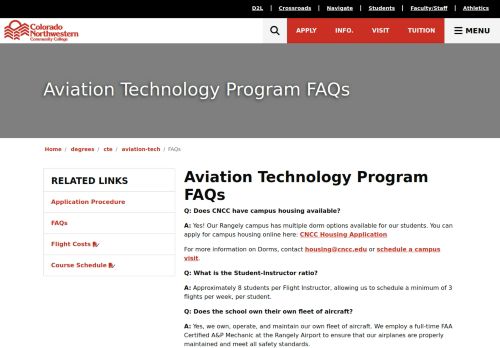 D2L | Crossroads | Navigate | Students | Faculty/Staff | Athletics
Colorado
Northwestern
Community College
APPLY INFO. VISIT TUITION MENU
Aviation Technology Program FAQs
Home / degrees / cte / aviation-tech / FAQs
RELATED LINKS
Application Procedure
FAQs
Flight Costs
Course Schedule
Aviation Technology Program
FAQs
Q: Does CNCC have campus housing available?
A: Yes! Our Rangely campus has multiple dorm options available for our students. You can
apply for campus housing online here: CNCC Housing Application
For more information on Dorms, contact housing@cncc.edu or schedule a campus
visit.
Q: What is the Student-Instructor ratio?
A: Approximately 8 students per Flight Instructor, allowing us to schedule a minimum of 3
flights per week, per student.
Q: Does the school own their own fleet of aircraft?
A: Yes, we own, operate, and maintain our own fleet of aircraft. We employ a full-time FAA
Certified A&P Mechanic at the Rangely Airport to ensure that our airplanes are properly
maintained and meet all safety standards.